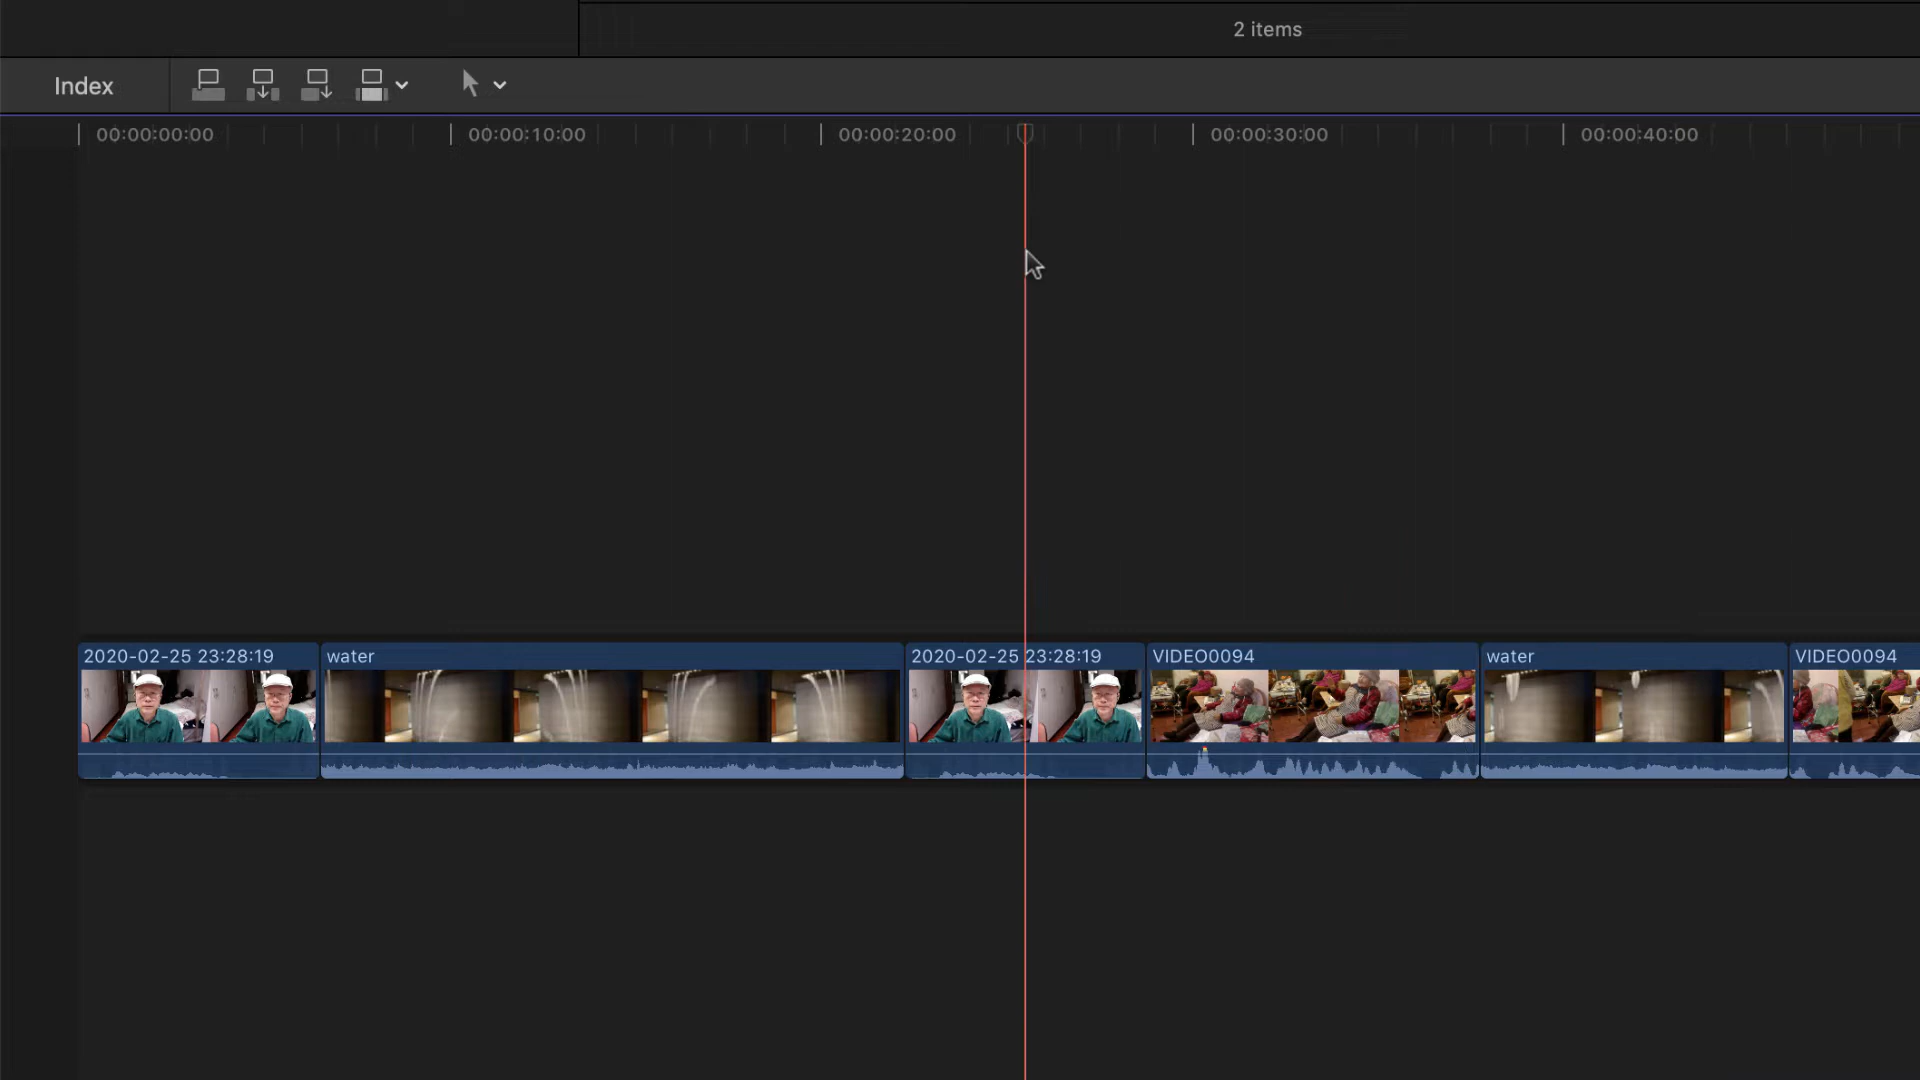 2 items
Index
00:00:00:00 00:00:10:00 00:00:20:00 00:00:30:00 00:00:40:00
2020-02-25 23:28:19 water 2020-02-25 23:28:19 VIDEO0094 water VIDEO0094